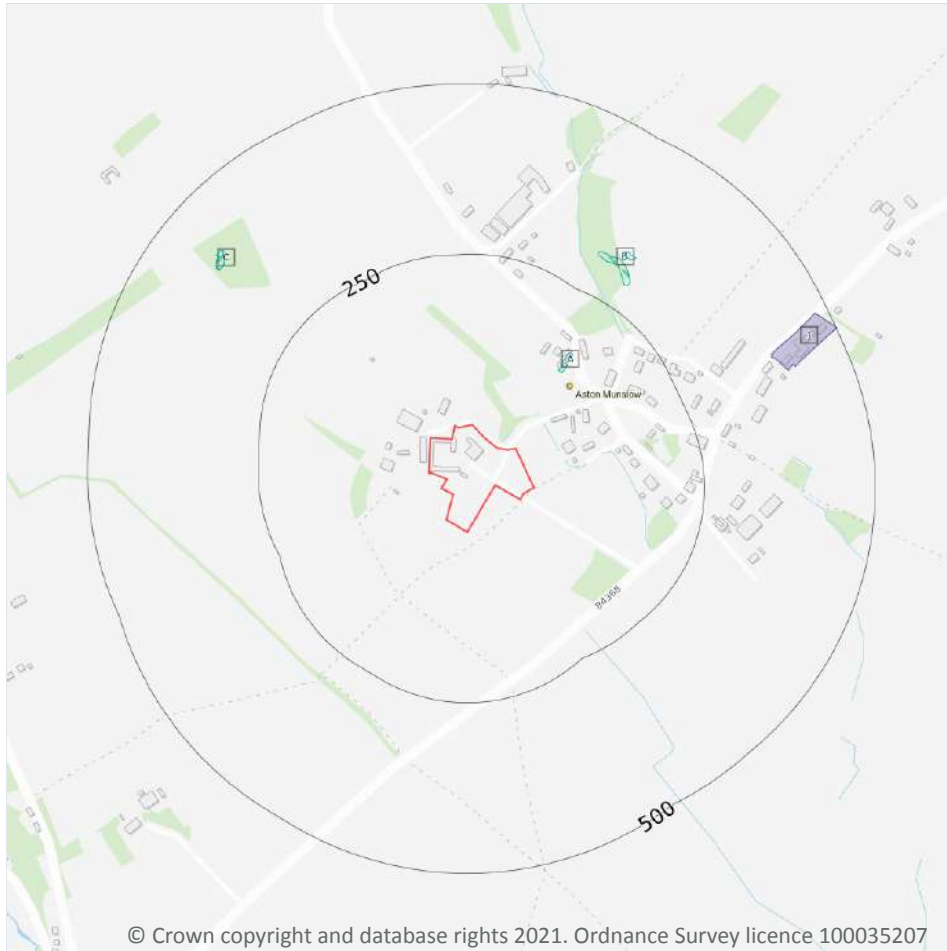 C
B
250
A
Aston Munslow
B4368
500
© Crown copyright and database rights 2021. Ordnance Survey licence 100035207